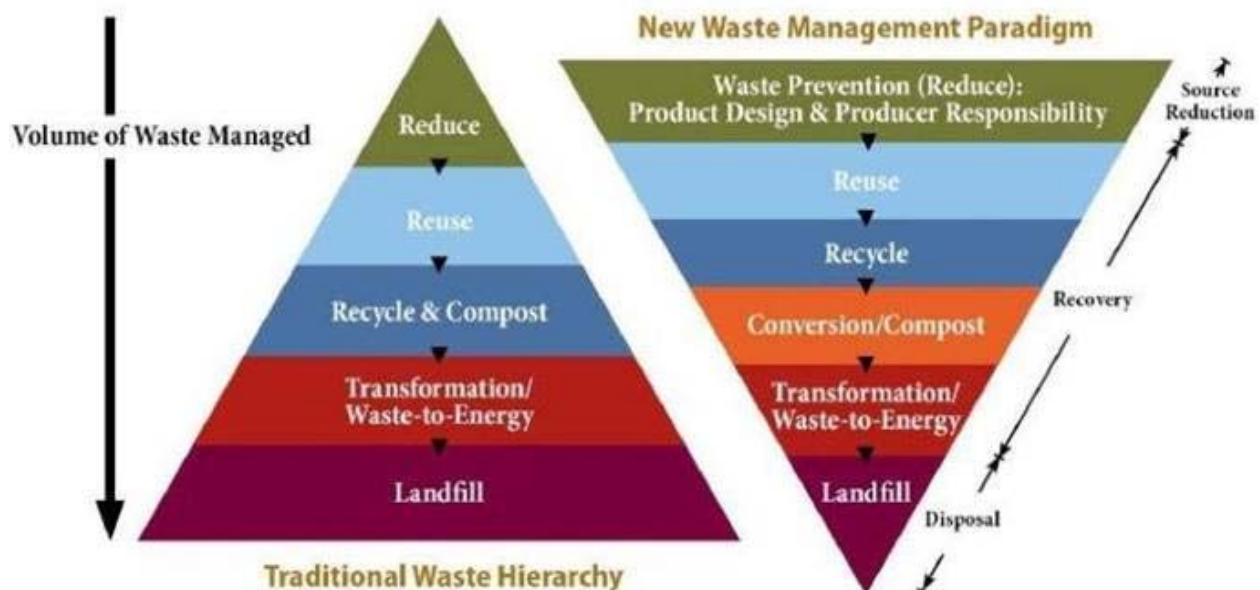 New Waste Management Paradigm
Volume of Waste Managed
Reduce
Reuse
Recycle & Compost
Transformation/
Waste-to-Energy
Landfill
Traditional Waste Hierarchy
Waste Prevention (Reduce):
Product Design & Producer Responsibility
Reuse
Recycle
Conversion/Compost
Transformation/
Waste-to-Energy
Landfill
Source
Reduction
Recovery
Disposal